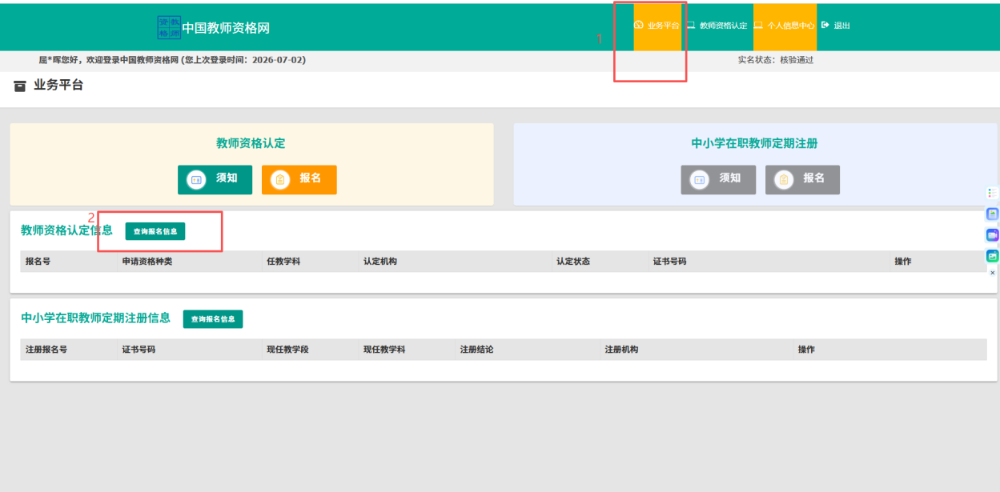 资教
格师
中国教师资格网
1
业务平台
教师资格认定
个人信息中心
退出
屈*晖您好，欢迎登录中国教师资格网 (您上次登录时间：2026-07-02)
实名状态：核验通过
业务平台
教师资格认定
须知
报名
中小学在职教师定期注册
须知
报名
2
教师资格认定信息
查询报名信息
报名号
申请资格种类
任教学科
认定机构
认定状态
证书号码
操作
中小学在职教师定期注册信息
查询报名信息
注册报名号
证书号码
现任教学段
现任教学科
注册结论
注册机构
操作